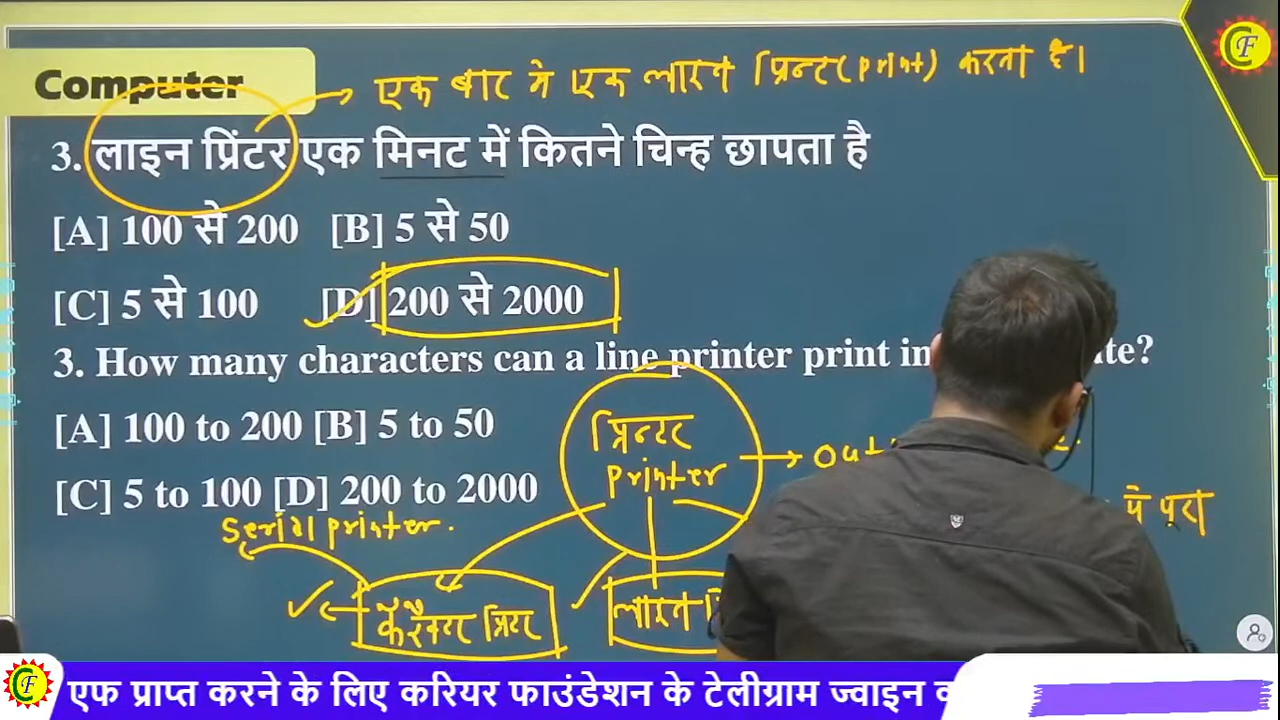 Computer
एक बार मे एक लाइन प्रिन्ट(print) करता है।
3. लाइन प्रिंटर एक मिनट में कितने चिन्ह छापता है
[A] 100 से 200 [B] 5 से 50
[C] 5 से 100 [D] 200 से 2000
3. How many characters can a line printer print in
[A] 100 to 200 [B] 5 to 50
[C] 5 to 100 [D] 200 to 2000
प्रिन्टर
printer
Serial printer.
कैरेक्टर प्रिंटर
लाइन
CF
एफ प्राप्त करने के लिए करियर फाउंडेशन के टेलीग्राम ज्वाइन
CF